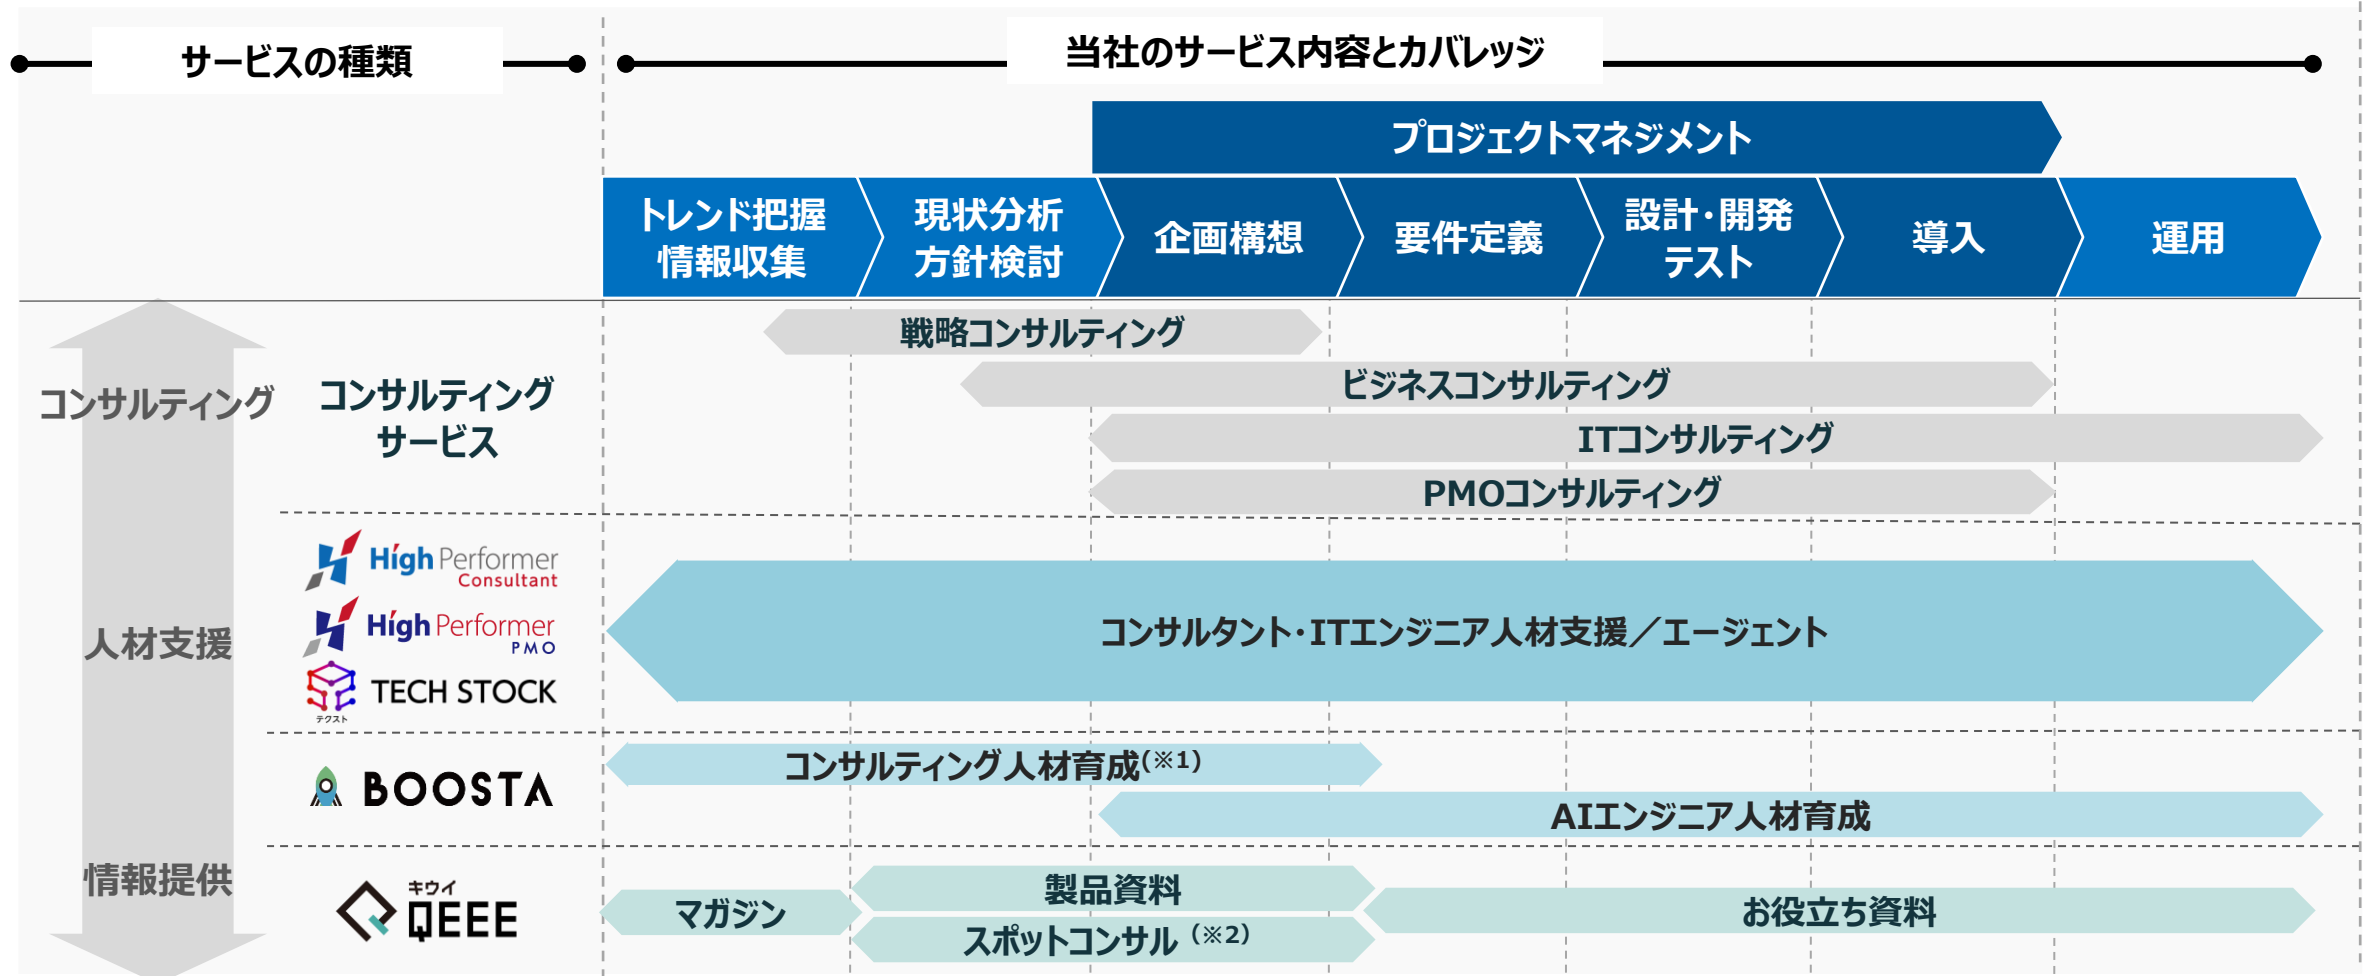 サービスの種類
当社のサービス内容とカバレッジ
プロジェクトマネジメント
トレンド把握
情報収集
現状分析
方針検討
企画構想
要件定義
設計・開発
テスト
導入
運用
コンサルティング
コンサルティング
サービス
戦略コンサルティング
ビジネスコンサルティング
ITコンサルティング
PMOコンサルティング
人材支援
High Performer
Consultant
High Performer
PMO
TECH STOCK
テクスト
コンサルタント・ITエンジニア人材支援／エージェント
BOOSTA
コンサルティング人材育成(※1)
AIエンジニア人材育成
情報提供
キウイ
QEEE
マガジン
製品資料
スポットコンサル（※2）
お役立ち資料